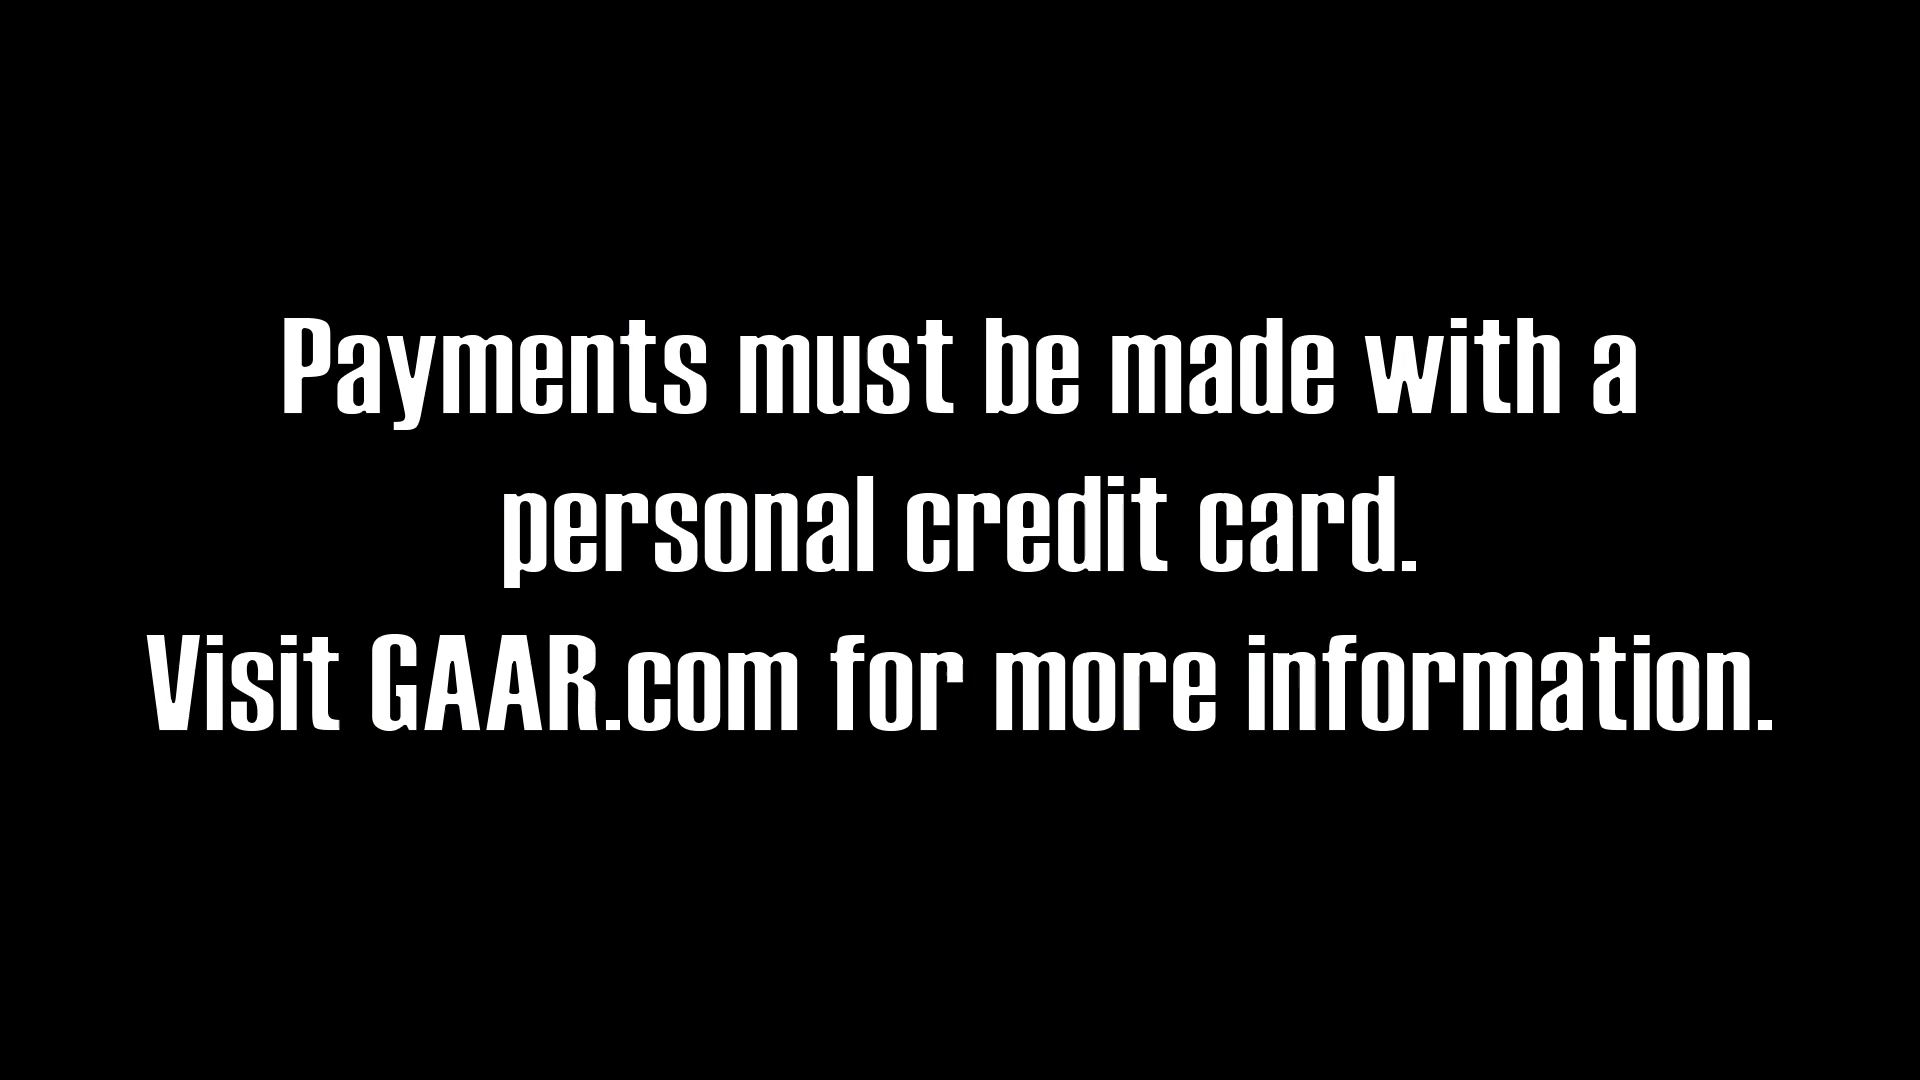 Payments must be made with a
personal credit card.
Visit GAAR.com for more information.